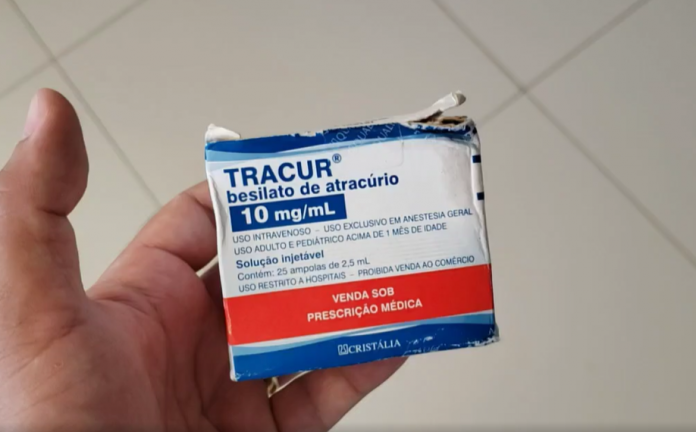 TRACUR®
besilato de atracúrio
10 mg/mL
USO INTRAVENOSO - USO EXCLUSIVO EM ANESTESIA GERAL
USO ADULTO E PEDIÁTRICO ACIMA DE 1 MÊS DE IDADE
Solução injetável
Contém: 25 ampolas de 2,5 mL
USO RESTRITO A HOSPITAIS - PROIBIDA VENDA AO COMÉRCIO
VENDA SOB
PRESCRIÇÃO MÉDICA
CRISTÁLIA